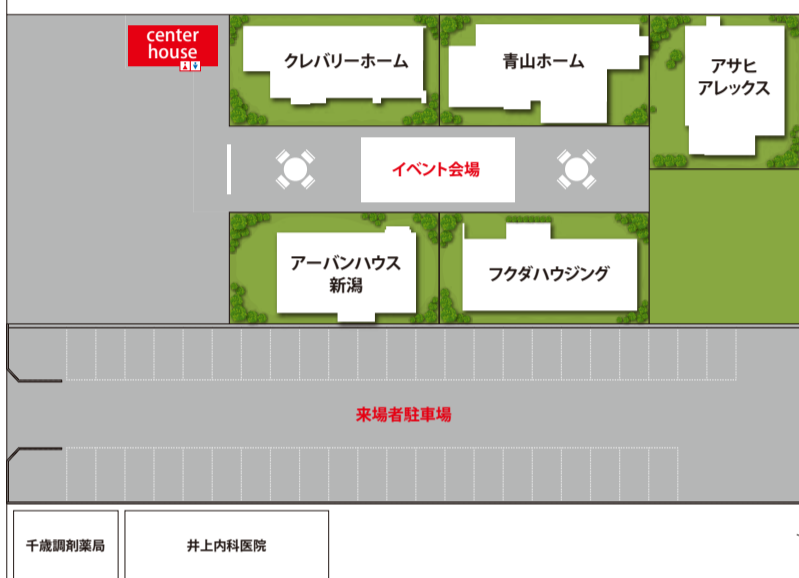 center
house
クレバリーホーム
青山ホーム
アサヒ
アレックス
イベント会場
アーバンハウス
新潟
フクダハウジング
来場者駐車場
千歳調剤薬局
井上内科医院